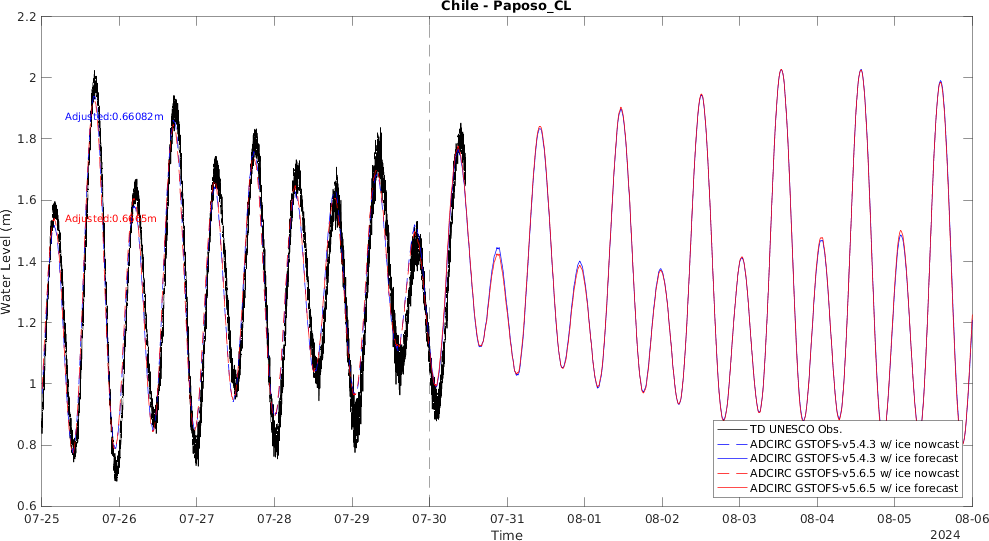 Chile - Paposo_CL
2.2
2
1.8
1.6
1.4
1.2
1
0.8
0.6
Water Level (m)
Adjusted:0.66082m
Adjusted:0.6665m
TD UNESCO Obs.
ADCIRC GSTOFS-v5.4.3 w/ ice nowcast
ADCIRC GSTOFS-v5.4.3 w/ ice forecast
ADCIRC GSTOFS-v5.6.5 w/ ice nowcast
ADCIRC GSTOFS-v5.6.5 w/ ice forecast
07-25 07-26 07-27 07-28 07-29 07-30 07-31 08-01 08-02 08-03 08-04 08-05 08-06
Time
2024